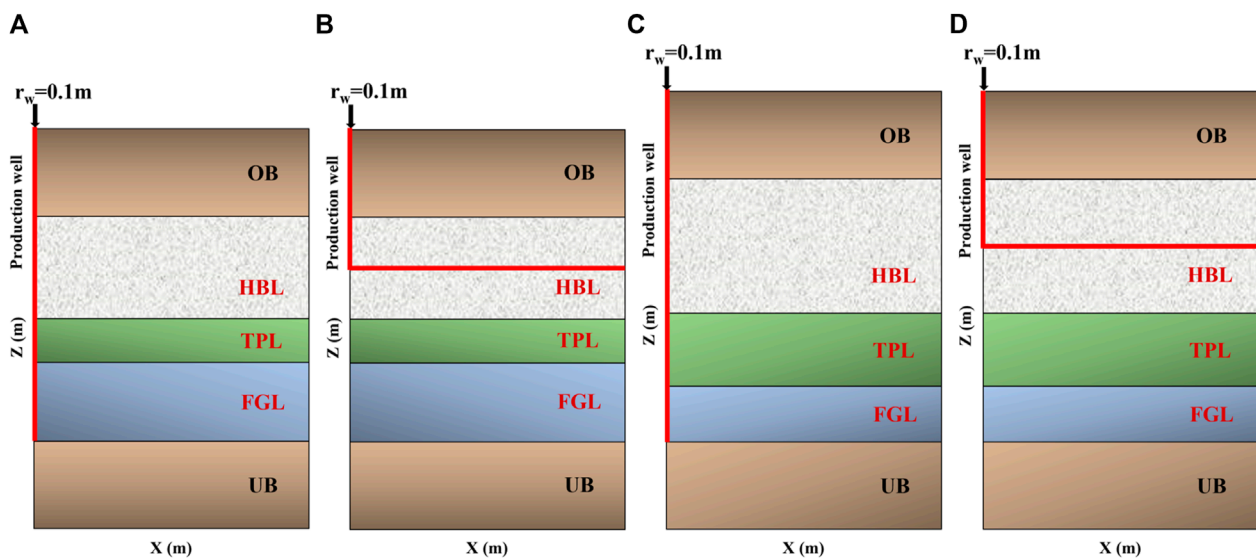 A
r_w=0.1m
Production well
Z (m)
OB
HBL
TPL
FGL
UB
X (m)
B
r_w=0.1m
Production well
Z (m)
OB
HBL
TPL
FGL
UB
X (m)
C
r_w=0.1m
Production well
Z (m)
OB
HBL
TPL
FGL
UB
X (m)
D
r_w=0.1m
Production well
Z (m)
OB
HBL
TPL
FGL
UB
X (m)